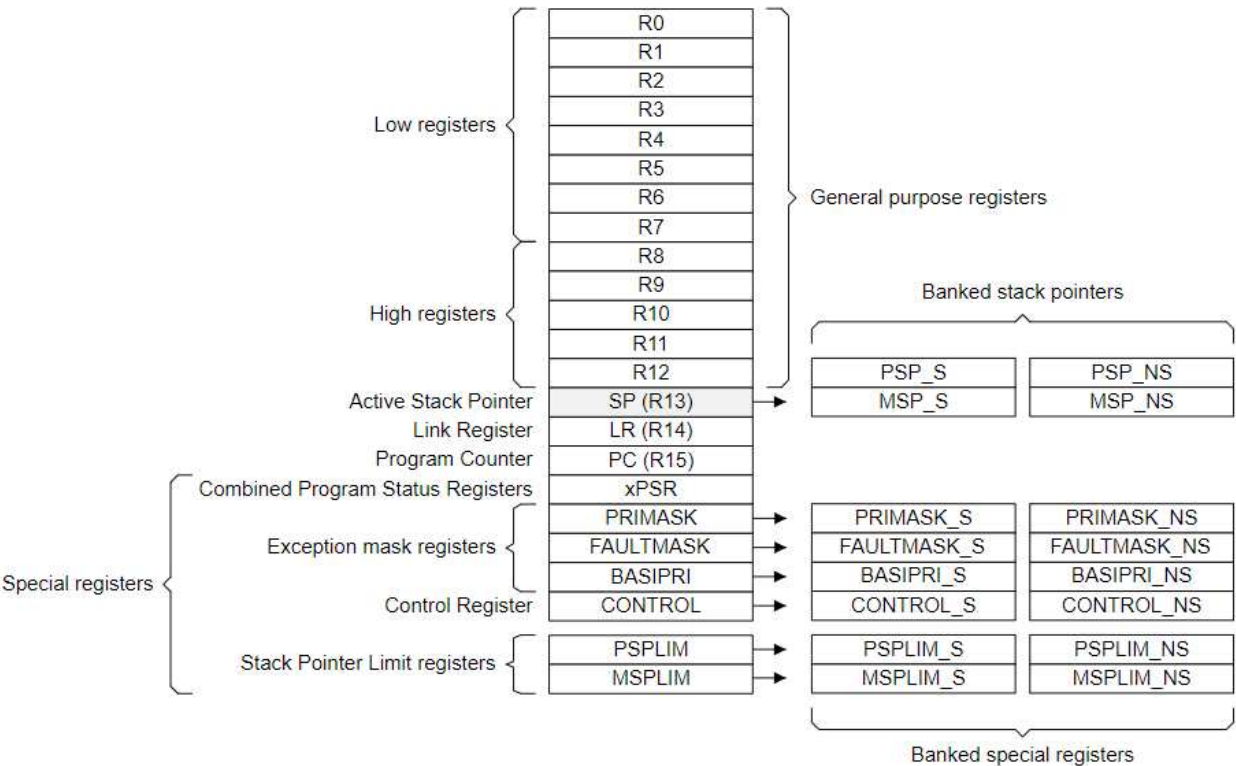 R0
R1
R2
R3
Low registers
R4
R5
R6
General purpose registers
R7
R8
R9
Banked stack pointers
High registers
R10
R11
R12
PSP_S PSP_NS
Active Stack Pointer SP (R13) MSP_S MSP_NS
Link Register LR (R14)
Program Counter PC (R15)
Combined Program Status Registers xPSR
PRIMASK PRIMASK_S PRIMASK_NS
Exception mask registers FAULTMASK FAULTMASK_S FAULTMASK_NS
Special registers BASIPRI BASIPRI_S BASIPRI_NS
Control Register CONTROL CONTROL_S CONTROL_NS
PSPLIM PSPLIM_S PSPLIM_NS
Stack Pointer Limit registers
MSPLIM MSPLIM_S MSPLIM_NS
Banked special registers